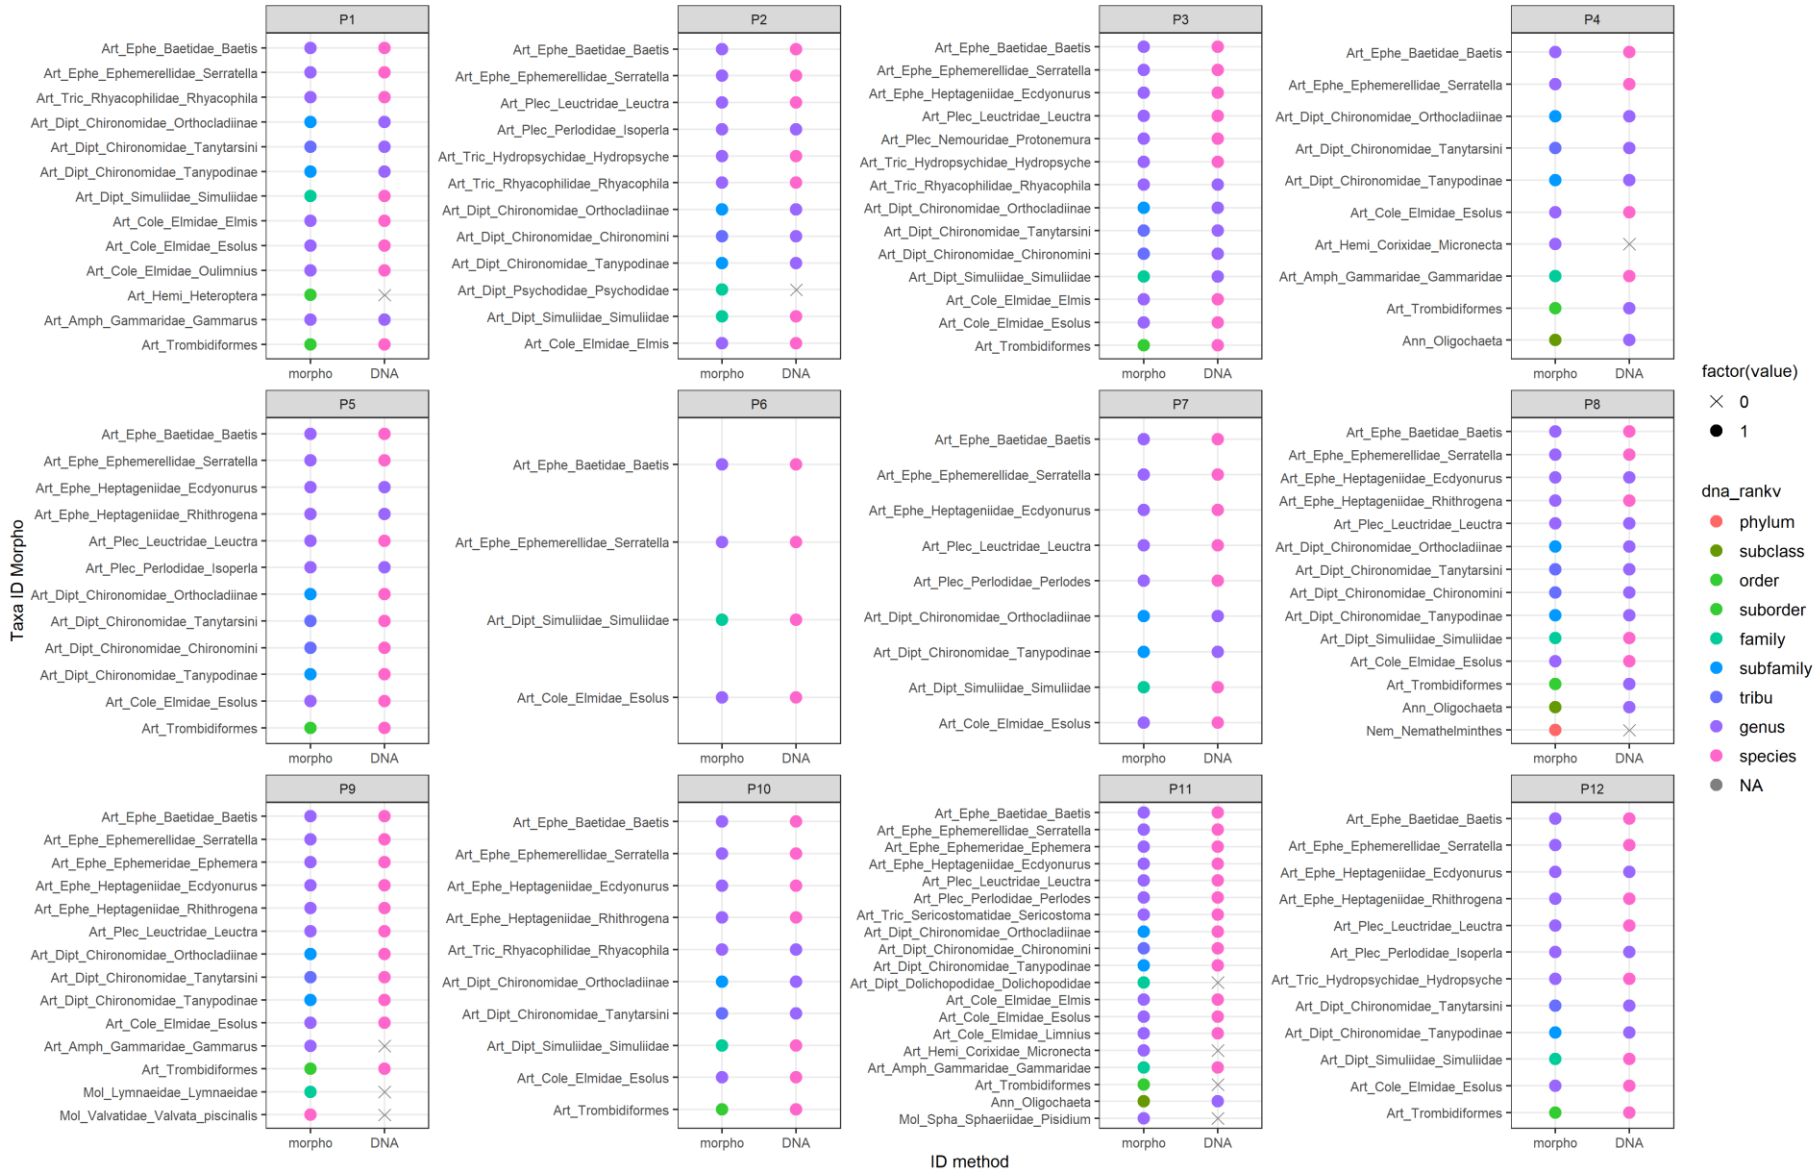 P1
Art_Ephe_Baetidae_Baetis
Art_Ephe_Ephemerellidae_Serratella
Art_Tric_Rhyacophilidae_Rhyacophila
Art_Dipt_Chironomidae_Orthocladiinae
Art_Dipt_Chironomidae_Tanytarsini
Art_Dipt_Chironomidae_Tanypodinae
Art_Dipt_Simuliidae_Simuliidae
Art_Cole_Elmidae_Elmis
Art_Cole_Elmidae_Esolus
Art_Cole_Elmidae_Oulimnius
Art_Hemi_Heteroptera
Art_Amph_Gammaridae_Gammarus
Art_Trombidiformes
morpho DNA
P2
Art_Ephe_Baetidae_Baetis
Art_Ephe_Ephemerellidae_Serratella
Art_Plec_Leuctridae_Leuctra
Art_Plec_Perlodidae_Isoperla
Art_Tric_Hydropsychidae_Hydropsyche
Art_Tric_Rhyacophilidae_Rhyacophila
Art_Dipt_Chironomidae_Orthocladiinae
Art_Dipt_Chironomidae_Chironomini
Art_Dipt_Chironomidae_Tanypodinae
Art_Dipt_Psychodidae_Psychodidae
Art_Dipt_Simuliidae_Simuliidae
Art_Cole_Elmidae_Elmis
morpho DNA
P3
Art_Ephe_Baetidae_Baetis
Art_Ephe_Ephemerellidae_Serratella
Art_Ephe_Heptageniidae_Ecdyonurus
Art_Plec_Leuctridae_Leuctra
Art_Plec_Nemouridae_Protonemura
Art_Tric_Hydropsychidae_Hydropsyche
Art_Tric_Rhyacophilidae_Rhyacophila
Art_Dipt_Chironomidae_Orthocladiinae
Art_Dipt_Chironomidae_Tanytarsini
Art_Dipt_Chironomidae_Chironomini
Art_Dipt_Simuliidae_Simuliidae
Art_Cole_Elmidae_Elmis
Art_Cole_Elmidae_Esolus
Art_Trombidiformes
morpho DNA
P4
Art_Ephe_Baetidae_Baetis
Art_Ephe_Ephemerellidae_Serratella
Art_Dipt_Chironomidae_Orthocladiinae
Art_Dipt_Chironomidae_Tanytarsini
Art_Dipt_Chironomidae_Tanypodinae
Art_Cole_Elmidae_Esolus
Art_Hemi_Corixidae_Micronecta
Art_Amph_Gammaridae_Gammaridae
Art_Trombidiformes
Ann_Oligochaeta
morpho DNA
P5
Art_Ephe_Baetidae_Baetis
Art_Ephe_Ephemerellidae_Serratella
Art_Ephe_Heptageniidae_Ecdyonurus
Art_Ephe_Heptageniidae_Rhithrogena
Art_Plec_Leuctridae_Leuctra
Art_Plec_Perlodidae_Isoperla
Art_Dipt_Chironomidae_Orthocladiinae
Art_Dipt_Chironomidae_Tanytarsini
Art_Dipt_Chironomidae_Chironomini
Art_Dipt_Chironomidae_Tanypodinae
Art_Cole_Elmidae_Esolus
Art_Trombidiformes
morpho DNA
P6
Art_Ephe_Baetidae_Baetis
Art_Ephe_Ephemerellidae_Serratella
Art_Dipt_Simuliidae_Simuliidae
Art_Cole_Elmidae_Esolus
morpho DNA
P7
Art_Ephe_Baetidae_Baetis
Art_Ephe_Ephemerellidae_Serratella
Art_Ephe_Heptageniidae_Ecdyonurus
Art_Plec_Leuctridae_Leuctra
Art_Plec_Perlodidae_Perlodes
Art_Dipt_Chironomidae_Orthocladiinae
Art_Dipt_Chironomidae_Tanypodinae
Art_Dipt_Simuliidae_Simuliidae
Art_Cole_Elmidae_Esolus
morpho DNA
P8
Art_Ephe_Baetidae_Baetis
Art_Ephe_Ephemerellidae_Serratella
Art_Ephe_Heptageniidae_Ecdyonurus
Art_Ephe_Heptageniidae_Rhithrogena
Art_Plec_Leuctridae_Leuctra
Art_Dipt_Chironomidae_Orthocladiinae
Art_Dipt_Chironomidae_Tanytarsini
Art_Dipt_Chironomidae_Chironomini
Art_Dipt_Chironomidae_Tanypodinae
Art_Dipt_Simuliidae_Simuliidae
Art_Cole_Elmidae_Esolus
Art_Trombidiformes
Ann_Oligochaeta
Nem_Nemathelminthes
morpho DNA
P9
Art_Ephe_Baetidae_Baetis
Art_Ephe_Ephemerellidae_Serratella
Art_Ephe_Ephemeridae_Ephemera
Art_Ephe_Heptageniidae_Ecdyonurus
Art_Ephe_Heptageniidae_Rhithrogena
Art_Plec_Leuctridae_Leuctra
Art_Dipt_Chironomidae_Orthocladiinae
Art_Dipt_Chironomidae_Tanytarsini
Art_Dipt_Chironomidae_Tanypodinae
Art_Cole_Elmidae_Esolus
Art_Amph_Gammaridae_Gammarus
Art_Trombidiformes
Mol_Lymnaeidae_Lymnaeidae
Mol_Valvatidae_Valvata_piscinalis
morpho DNA
P10
Art_Ephe_Baetidae_Baetis
Art_Ephe_Ephemerellidae_Serratella
Art_Ephe_Heptageniidae_Ecdyonurus
Art_Ephe_Heptageniidae_Rhithrogena
Art_Tric_Rhyacophilidae_Rhyacophila
Art_Dipt_Chironomidae_Orthocladiinae
Art_Dipt_Chironomidae_Tanytarsini
Art_Dipt_Simuliidae_Simuliidae
Art_Cole_Elmidae_Esolus
Art_Trombidiformes
morpho DNA
P11
Art_Ephe_Baetidae_Baetis
Art_Ephe_Ephemerellidae_Serratella
Art_Ephe_Ephemeridae_Ephemera
Art_Ephe_Heptageniidae_Ecdyonurus
Art_Plec_Leuctridae_Leuctra
Art_Plec_Perlodidae_Perlodes
Art_Tric_Sericostomatidae_Sericostoma
Art_Dipt_Chironomidae_Orthocladiinae
Art_Dipt_Chironomidae_Chironomini
Art_Dipt_Chironomidae_Tanypodinae
Art_Dipt_Dolichopodidae_Dolichopodidae
Art_Cole_Elmidae_Elmis
Art_Cole_Elmidae_Esolus
Art_Cole_Elmidae_Limnius
Art_Hemi_Corixidae_Micronecta
Art_Amph_Gammaridae_Gammaridae
Art_Trombidiformes
Ann_Oligochaeta
Mol_Spha_Sphaeriidae_Pisidium
morpho DNA
P12
Art_Ephe_Baetidae_Baetis
Art_Ephe_Ephemerellidae_Serratella
Art_Ephe_Heptageniidae_Ecdyonurus
Art_Ephe_Heptageniidae_Rhithrogena
Art_Plec_Leuctridae_Leuctra
Art_Plec_Perlodidae_Isoperla
Art_Tric_Hydropsychidae_Hydropsyche
Art_Dipt_Chironomidae_Tanytarsini
Art_Dipt_Chironomidae_Tanypodinae
Art_Dipt_Simuliidae_Simuliidae
Art_Cole_Elmidae_Esolus
Art_Trombidiformes
morpho DNA
Taxa ID Morpho
ID method
factor(value)
0
1
dna_rankv
phylum
subclass
order
suborder
family
subfamily
tribu
genus
species
NA